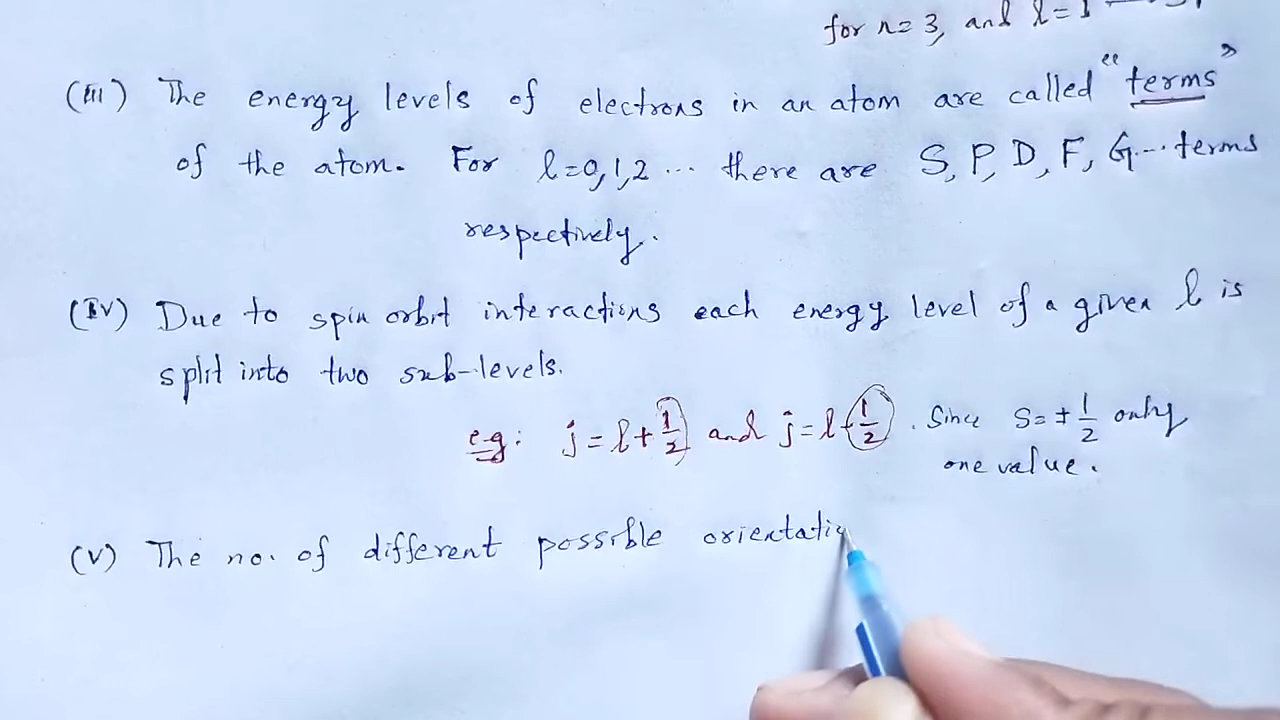 for n=3, and l=1
(III) The energy levels of electrons in an atom are called "terms"
of the atom. For l=0,1,2 ... there are S, P, D, F, G... terms
respectively.
(IV) Due to spin orbit interactions each energy level of a given l is
split into two sub-levels.
e.g: j = l + 1/2 and j = l - 1/2. Since S= ± 1/2 only
one value.
(V) The no. of different possible orientatio